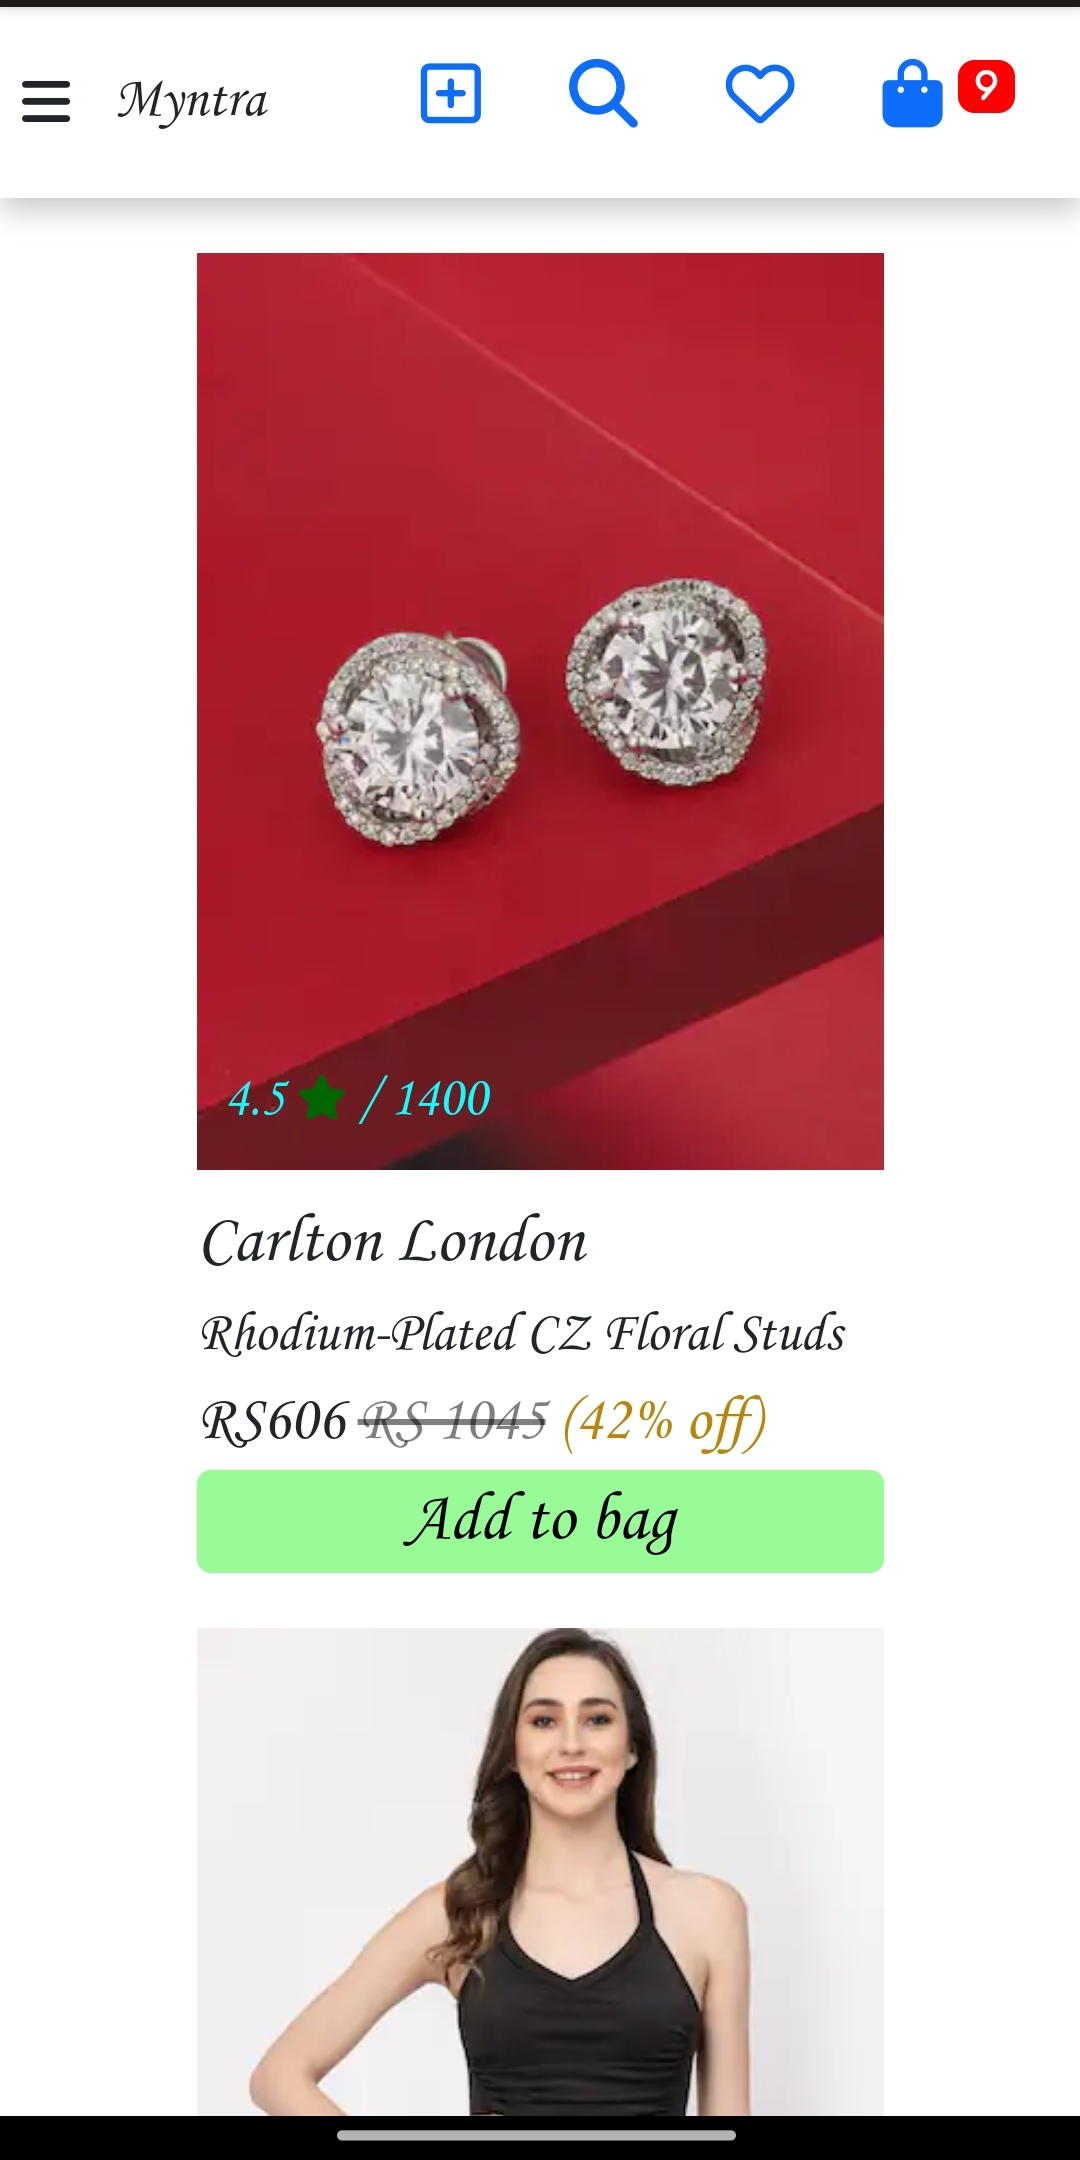 Myntra 9
4.5 ★ / 1400
Carlton London
Rhodium-Plated CZ Floral Studs
RS606 RS 1045 (42% off)
Add to bag